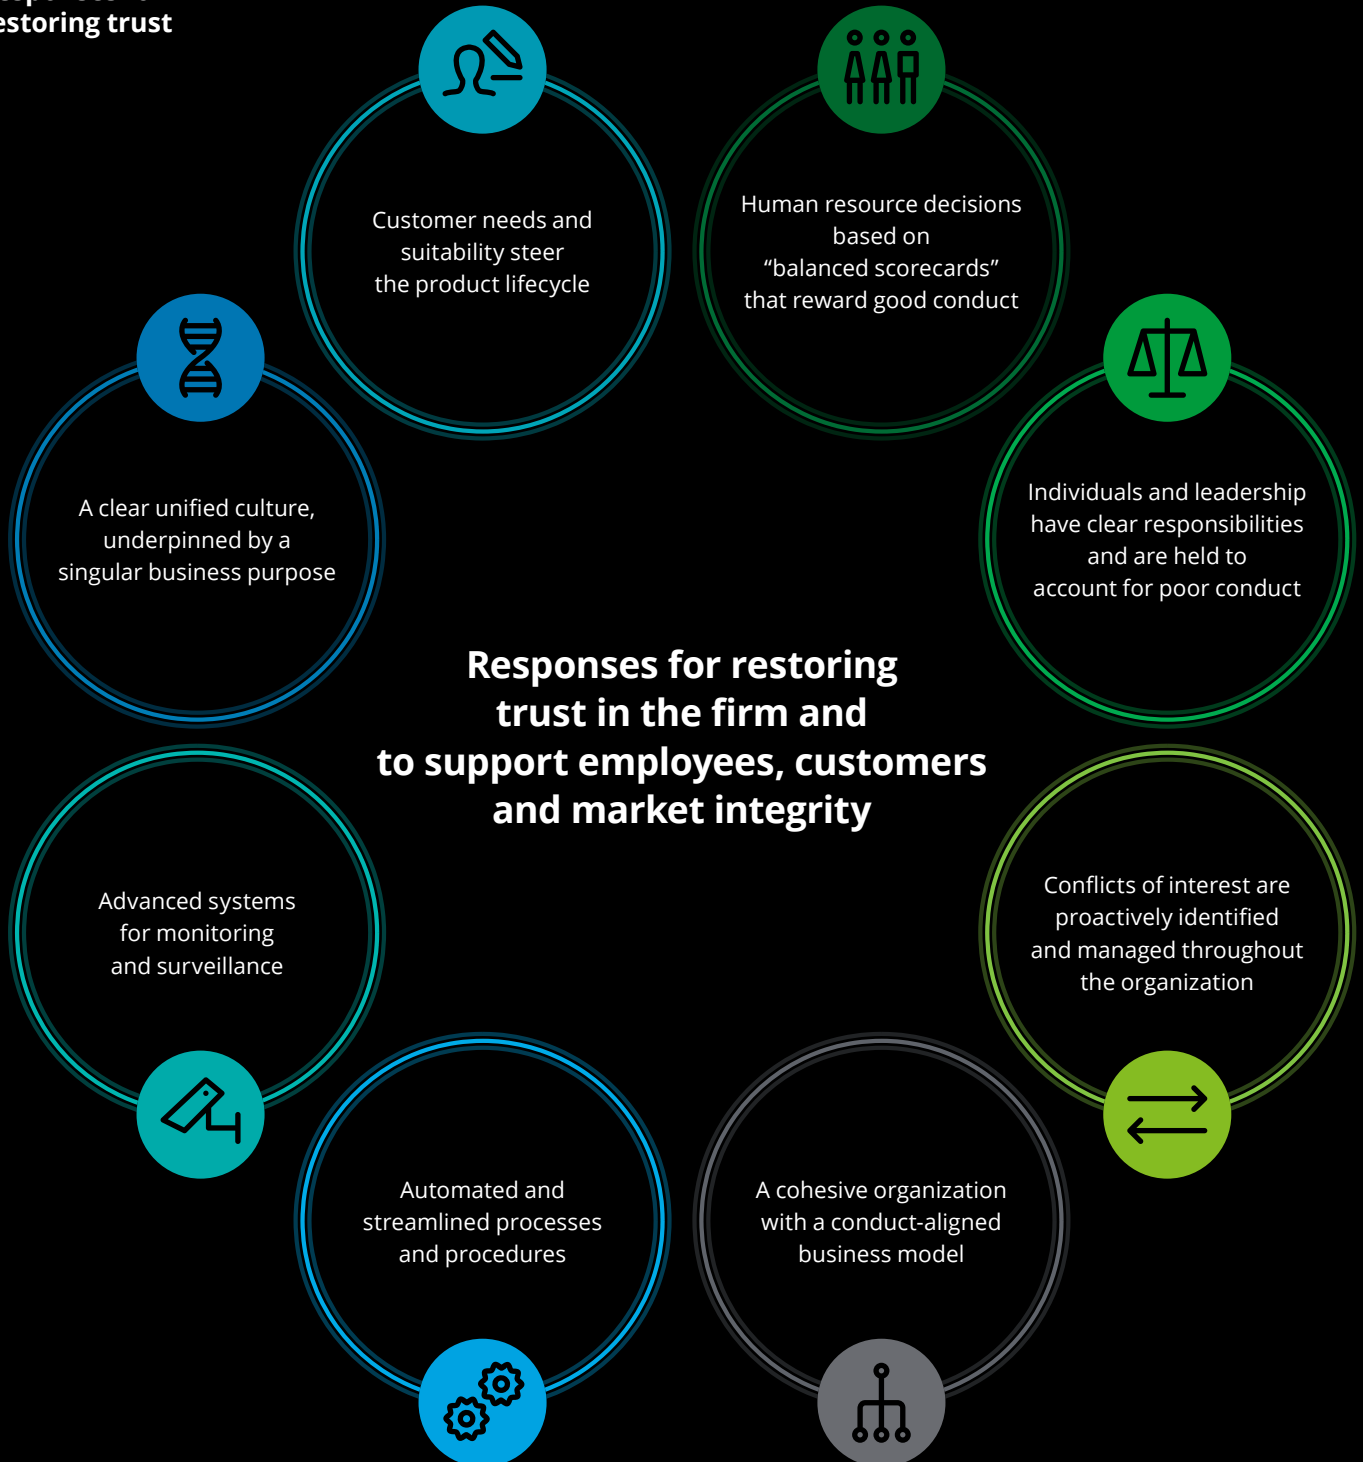 restoring trust
Customer needs and
suitability steer
the product lifecycle
Human resource decisions
based on
“balanced scorecards”
that reward good conduct
A clear unified culture,
underpinned by a
singular business purpose
Individuals and leadership
have clear responsibilities
and are held to
account for poor conduct
Responses for restoring
trust in the firm and
to support employees, customers
and market integrity
Advanced systems
for monitoring
and surveillance
Conflicts of interest are
proactively identified
and managed throughout
the organization
Automated and
streamlined processes
and procedures
A cohesive organization
with a conduct-aligned
business model